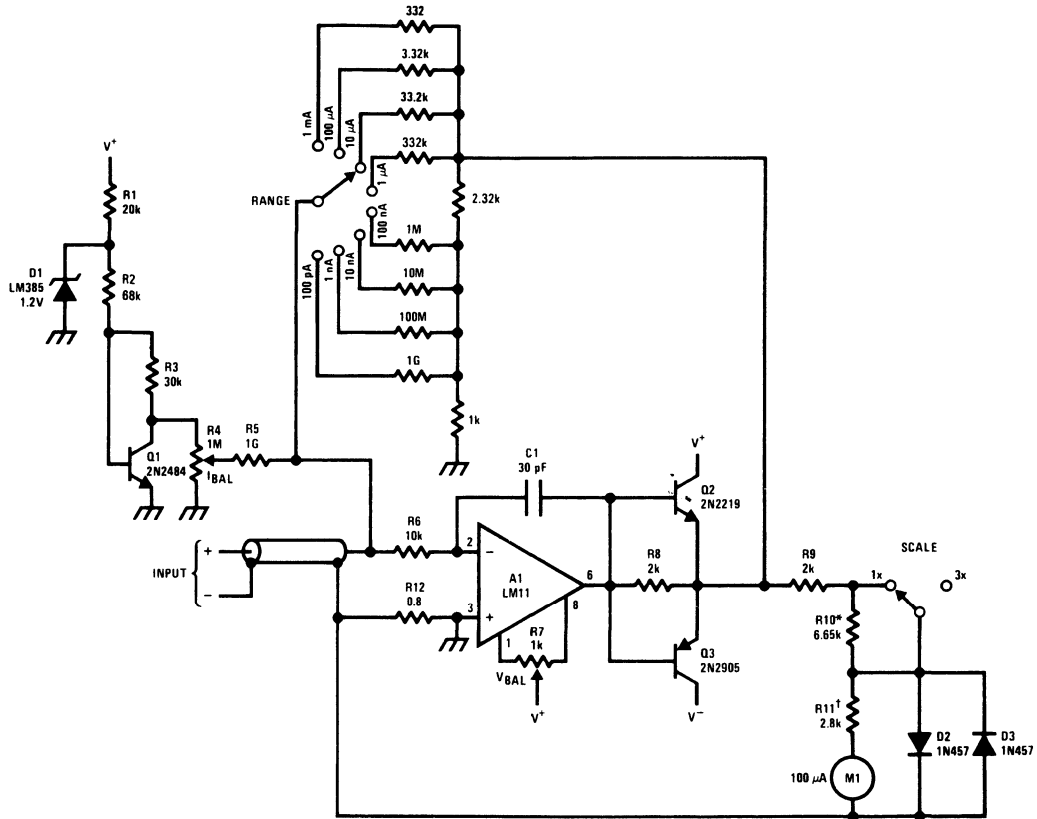 332
3.32k
33.2k
332k
1 mA
100 μA
10 μA
1 μA
RANGE
2.32k
100 nA
10 nA
1 nA
100 pA
1M
10M
100M
1G
1k
V+
R1
20k
D1
LM385
1.2V
R2
68k
R3
30k
Q1
2N2484
R4
1M
IBAL
R5
1G
C1
30 pF
V+
Q2
2N2219
INPUT
+
−
R6
10k
R12
0.8
2
−
3
+
A1
LM11
6
8
1
R7
1k
VBAL
V+
R8
2k
Q3
2N2905
V−
R9
2k
SCALE
1x
3x
R10*
6.65k
R11†
2.8k
100 μA
M1
D2
1N457
D3
1N457